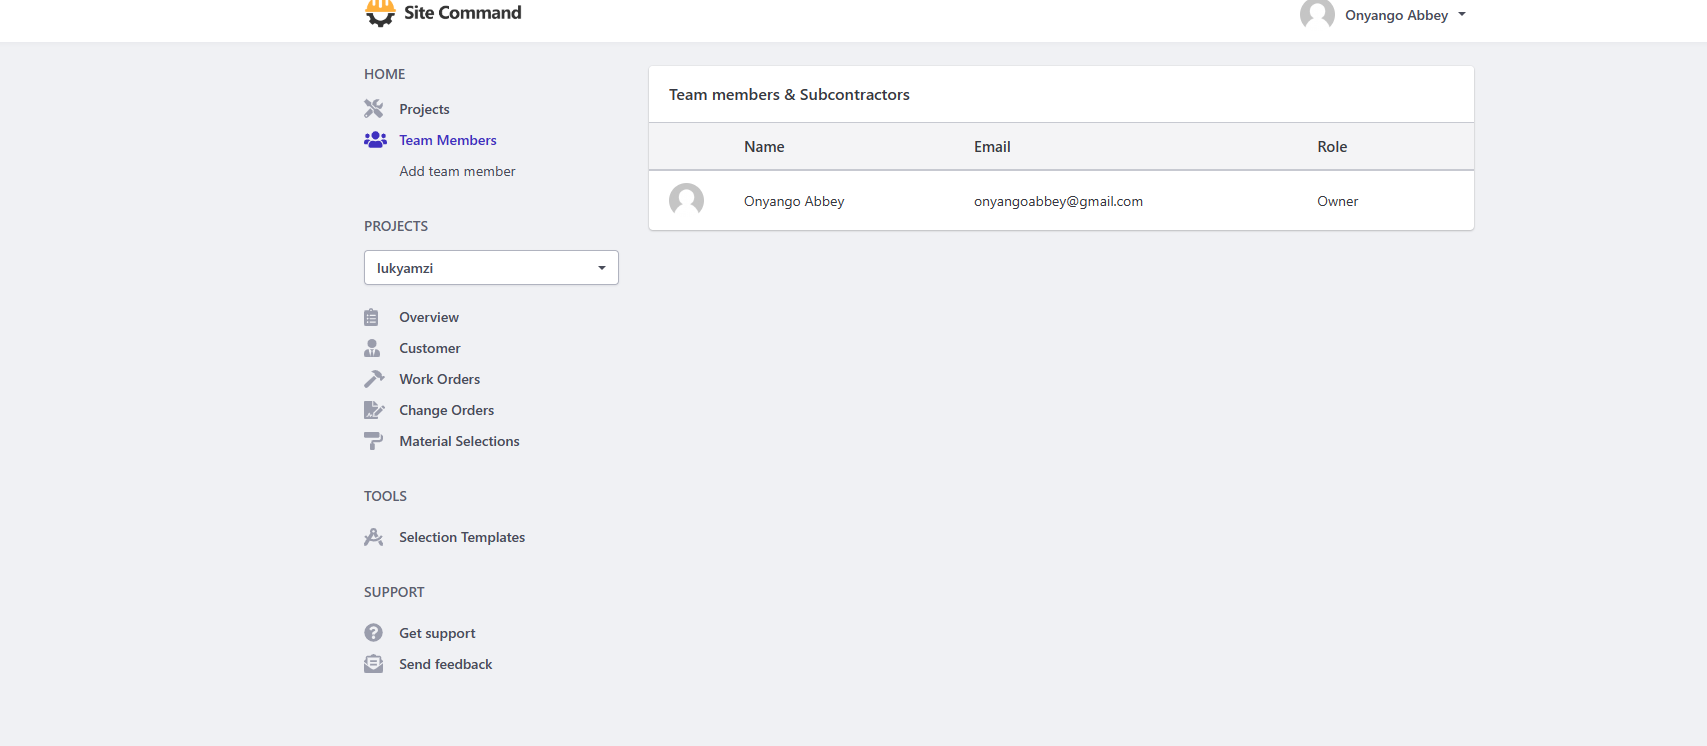 Site Command
Onyango Abbey
HOME
Projects
Team Members
Add team member
PROJECTS
lukyamzi
Overview
Customer
Work Orders
Change Orders
Material Selections
TOOLS
Selection Templates
SUPPORT
Get support
Send feedback
Team members & Subcontractors
Name Email Role
Onyango Abbey onyangoabbey@gmail.com Owner